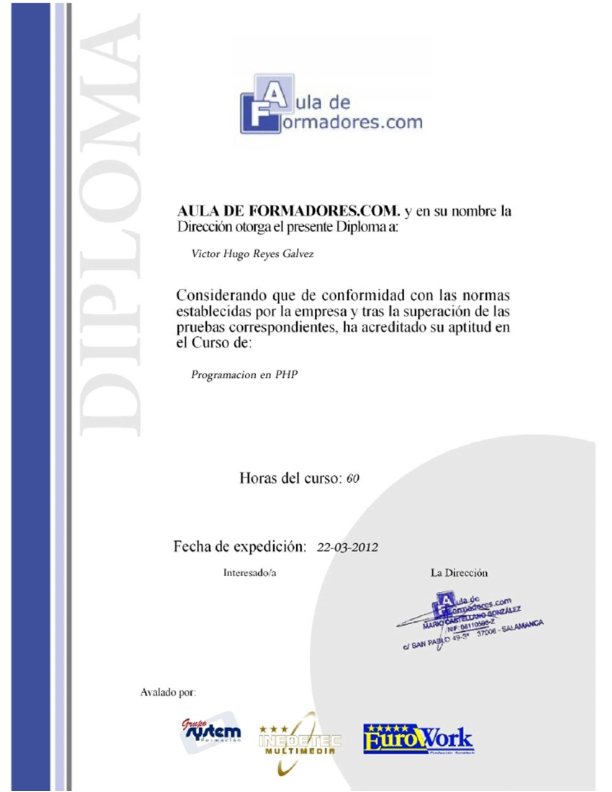 DIPLOMA
Aula de
Formadores.com
AULA DE FORMADORES.COM. y en su nombre la
Dirección otorga el presente Diploma a:
Victor Hugo Reyes Galvez
Considerando que de conformidad con las normas
establecidas por la empresa y tras la superación de las
pruebas correspondientes, ha acreditado su aptitud en
el Curso de:
Programacion en PHP
Horas del curso: 60
Fecha de expedición: 22-03-2012
Interesado/a
La Dirección
Aula de
Formadores.com
MARIO CASTELLANO GONZÁLEZ
c/ SAN PABLO 49-3º 37008 - SALAMANCA
Avalado por:
Grupo
system
Formación
INEDETEC
MULTIMEDIA
EuroWork